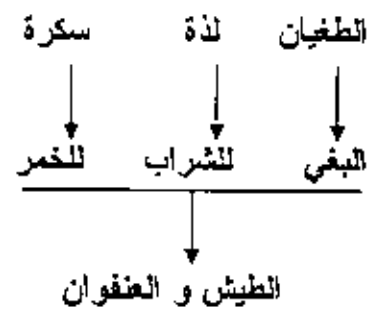 الطغيان لذة سكرة
البغي للشراب للخمر
الطيش و العنفوان